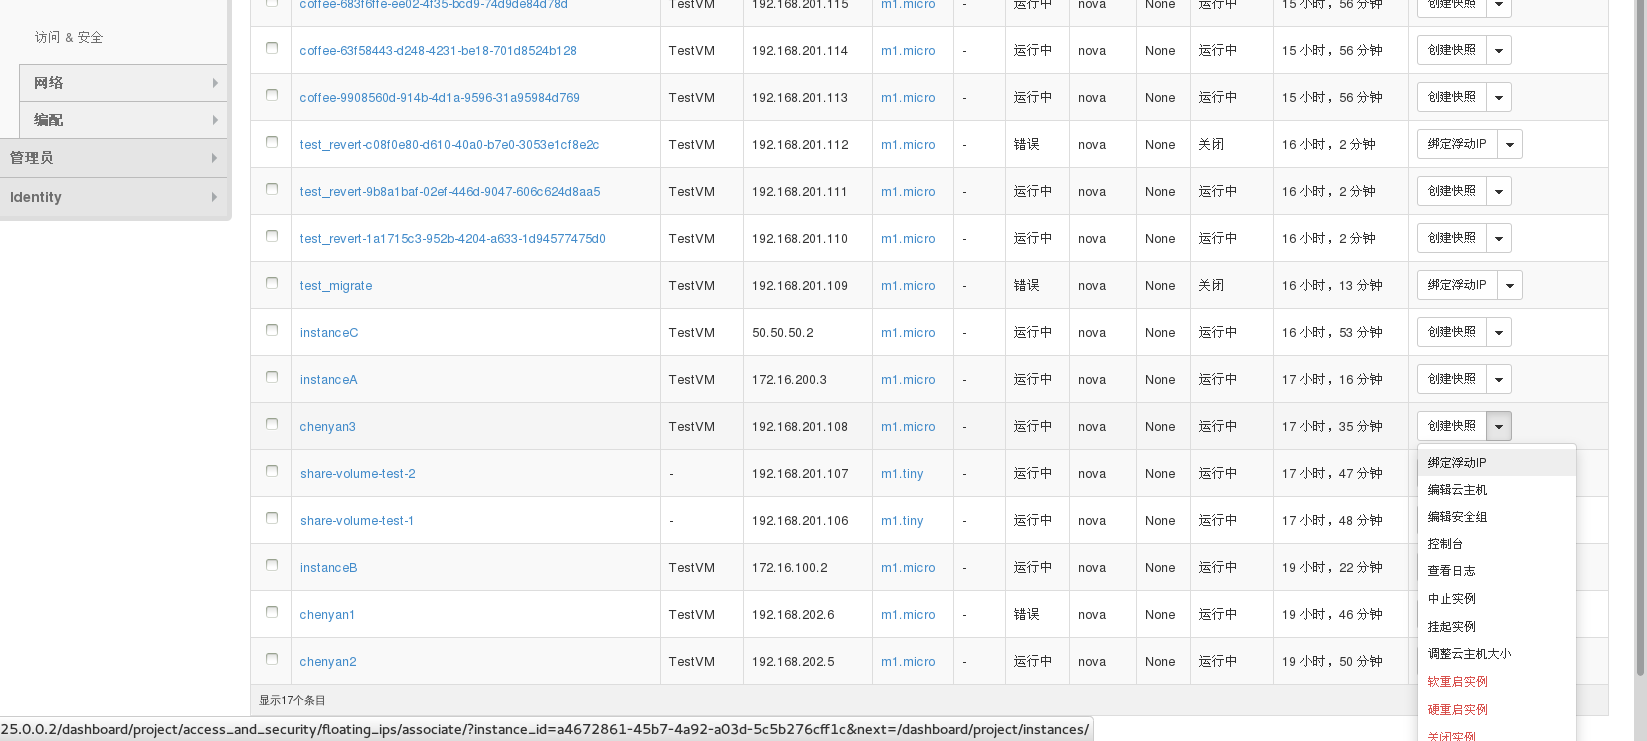 访问 & 安全
网络
编配
管理员
Identity
coffee-683f6ffe-ee02-4f35-bcd9-74d9de84d78d TestVM 192.168.201.115 m1.micro - 运行中 nova None 运行中 15 小时，56 分钟 创建快照
coffee-63f58443-d248-4231-be18-701d8524b128 TestVM 192.168.201.114 m1.micro - 运行中 nova None 运行中 15 小时，56 分钟 创建快照
coffee-9908560d-914b-4d1a-9596-31a95984d769 TestVM 192.168.201.113 m1.micro - 运行中 nova None 运行中 15 小时，56 分钟 创建快照
test_revert-c08f0e80-d610-40a0-b7e0-3053e1cf8e2c TestVM 192.168.201.112 m1.micro - 错误 nova None 关闭 16 小时，2 分钟 绑定浮动IP
test_revert-9b8a1baf-02ef-446d-9047-606c624d8aa5 TestVM 192.168.201.111 m1.micro - 运行中 nova None 运行中 16 小时，2 分钟 创建快照
test_revert-1a1715c3-952b-4204-a633-1d94577475d0 TestVM 192.168.201.110 m1.micro - 运行中 nova None 运行中 16 小时，2 分钟 创建快照
test_migrate TestVM 192.168.201.109 m1.micro - 错误 nova None 关闭 16 小时，13 分钟 绑定浮动IP
instanceC TestVM 50.50.50.2 m1.micro - 运行中 nova None 运行中 16 小时，53 分钟 创建快照
instanceA TestVM 172.16.200.3 m1.micro - 运行中 nova None 运行中 17 小时，16 分钟 创建快照
chenyan3 TestVM 192.168.201.108 m1.micro - 运行中 nova None 运行中 17 小时，35 分钟 创建快照
share-volume-test-2 - 192.168.201.107 m1.tiny - 运行中 nova None 运行中 17 小时，47 分钟
share-volume-test-1 - 192.168.201.106 m1.tiny - 运行中 nova None 运行中 17 小时，48 分钟
instanceB TestVM 172.16.100.2 m1.micro - 运行中 nova None 运行中 19 小时，22 分钟
chenyan1 TestVM 192.168.202.6 m1.micro - 错误 nova None 运行中 19 小时，46 分钟
chenyan2 TestVM 192.168.202.5 m1.micro - 运行中 nova None 运行中 19 小时，50 分钟
显示17个条目
绑定浮动IP
编辑云主机
编辑安全组
控制台
查看日志
中止实例
挂起实例
调整云主机大小
软重启实例
硬重启实例
关闭实例
25.0.0.2/dashboard/project/access_and_security/floating_ips/associate/?instance_id=a4672861-45b7-4a92-a03d-5c5b276cff1c&next=/dashboard/project/instances/